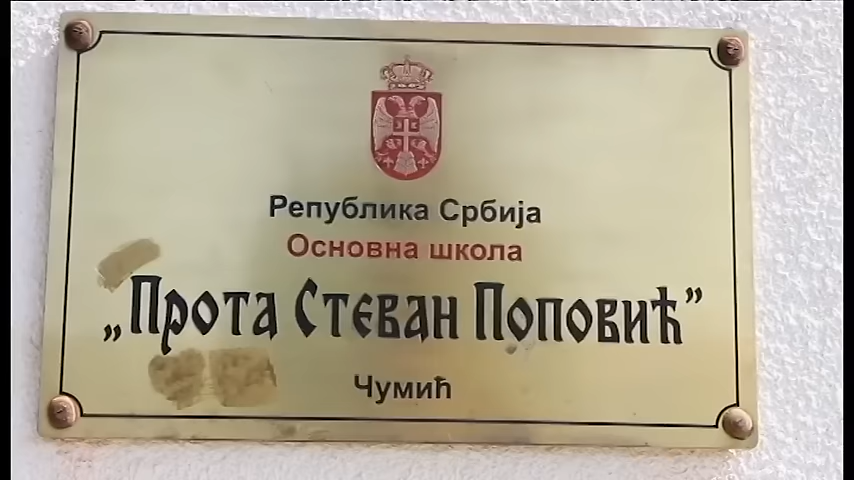 Република Србија
Основна школа
„Прота Стеван Поповић”
Чумић